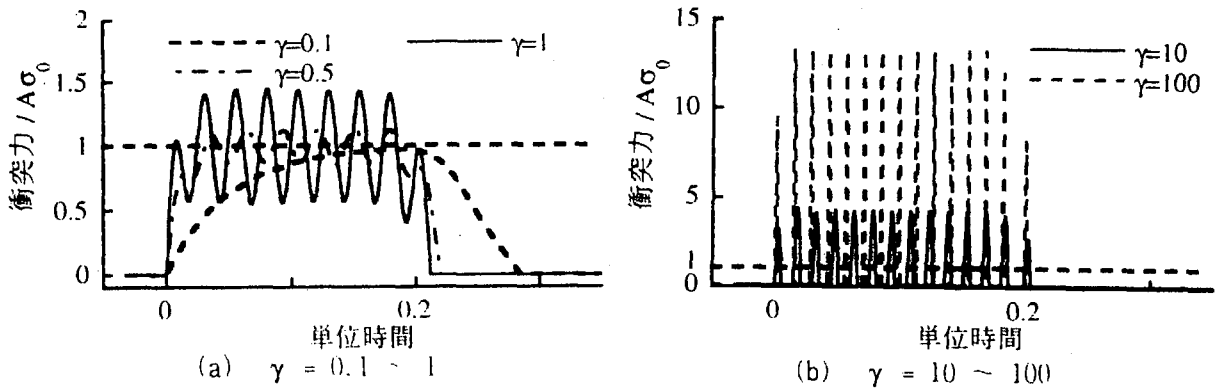 2
1.5
1
0.5
0
衝突力 / Aσ₀
γ=0.1
γ=0.5
γ=1
0
0.2
単位時間
(a) γ = 0.1 ~ 1
15
10
5
1
0
衝突力 / Aσ₀
γ=10
γ=100
0
0.2
単位時間
(b) γ = 10 ~ 100